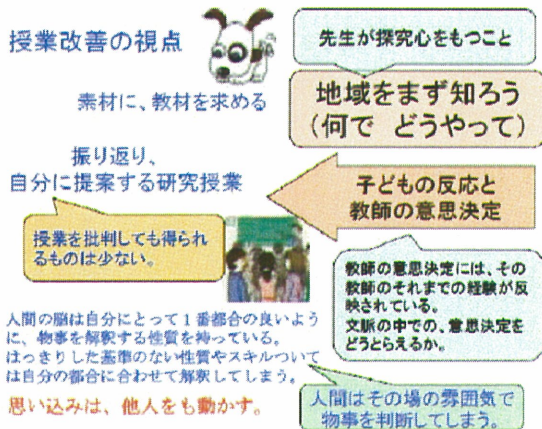 授業改善の視点
先生が探究心をもつこと
素材に、教材を求める
地域をまず知ろう
（何で どうやって）
振り返り、
自分に提案する研究授業
子どもの反応と
教師の意思決定
授業を批判しても得られ
るものは少ない。
教師の意思決定には、その
教師のそれまでの経験が反
映されている。
文脈の中での、意思決定を
どうとらえるか。
人間の脳は自分にとって１番都合の良いよう
に、物事を解釈する性質を持っている。
はっきりした基準のない性質やスキルついて
は自分の都合に合わせて解釈してしまう。
思い込みは、他人をも動かす。
人間はその場の雰囲気で
物事を判断してしまう。